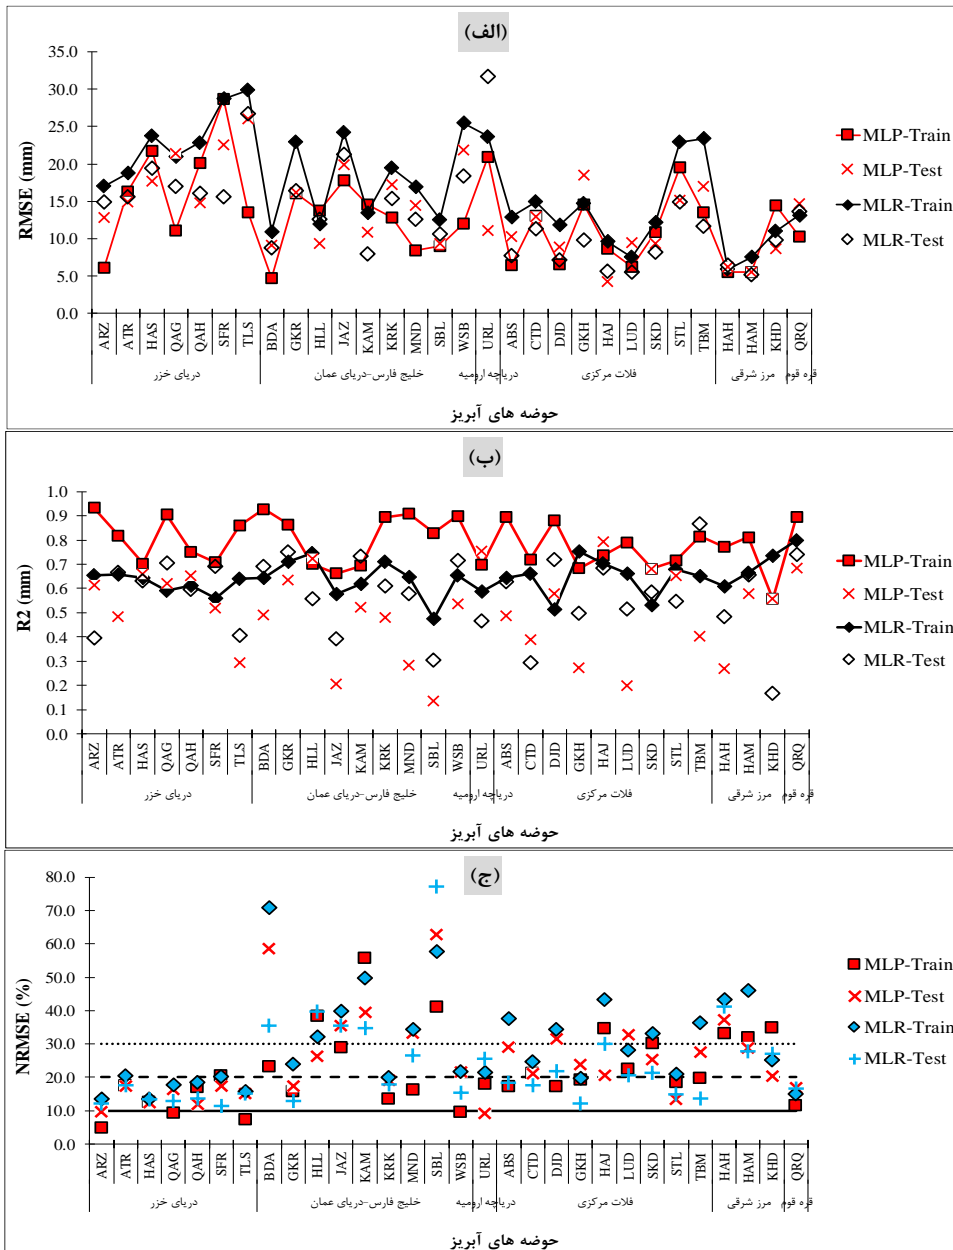 (الف)
RMSE (mm)
35.0
30.0
25.0
20.0
15.0
10.0
5.0
0.0
MLP-Train
MLP-Test
MLR-Train
MLR-Test
ARZ ATR HAS QAG QAH SFR TLS BDA GKR HLL JAZ KAM KRK MND SBL WSB URL ABS CTD DJD GKH HAJ LUD SKD STL TBM HAH HAM KHD QRQ
دریای خزر
خلیج فارس-دریای عمان
دریاچه ارومیه
فلات مرکزی
مرز شرقی
قره قوم
حوضه های آبریز
(ب)
R2 (mm)
1.0
0.9
0.8
0.7
0.6
0.5
0.4
0.3
0.2
0.1
0.0
MLP-Train
MLP-Test
MLR-Train
MLR-Test
ARZ ATR HAS QAG QAH SFR TLS BDA GKR HLL JAZ KAM KRK MND SBL WSB URL ABS CTD DJD GKH HAJ LUD SKD STL TBM HAH HAM KHD QRQ
دریای خزر
خلیج فارس-دریای عمان
دریاچه ارومیه
فلات مرکزی
مرز شرقی
قره قوم
حوضه های آبریز
(ج)
NRMSE (%)
80.0
70.0
60.0
50.0
40.0
30.0
20.0
10.0
0.0
MLP-Train
MLP-Test
MLR-Train
MLR-Test
ARZ ATR HAS QAG QAH SFR TLS BDA GKR HLL JAZ KAM KRK MND SBL WSB URL ABS CTD DJD GKH HAJ LUD SKD STL TBM HAH HAM KHD QRQ
دریای خزر
خلیج فارس-دریای عمان
دریاچه ارومیه
فلات مرکزی
مرز شرقی
قره قوم
حوضه های آبریز